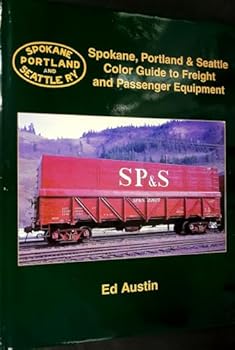 SPOKANE
PORTLAND
AND
SEATTLE RY
Spokane, Portland & Seattle
Color Guide to Freight
and Passenger Equipment
SP&S
Ed Austin